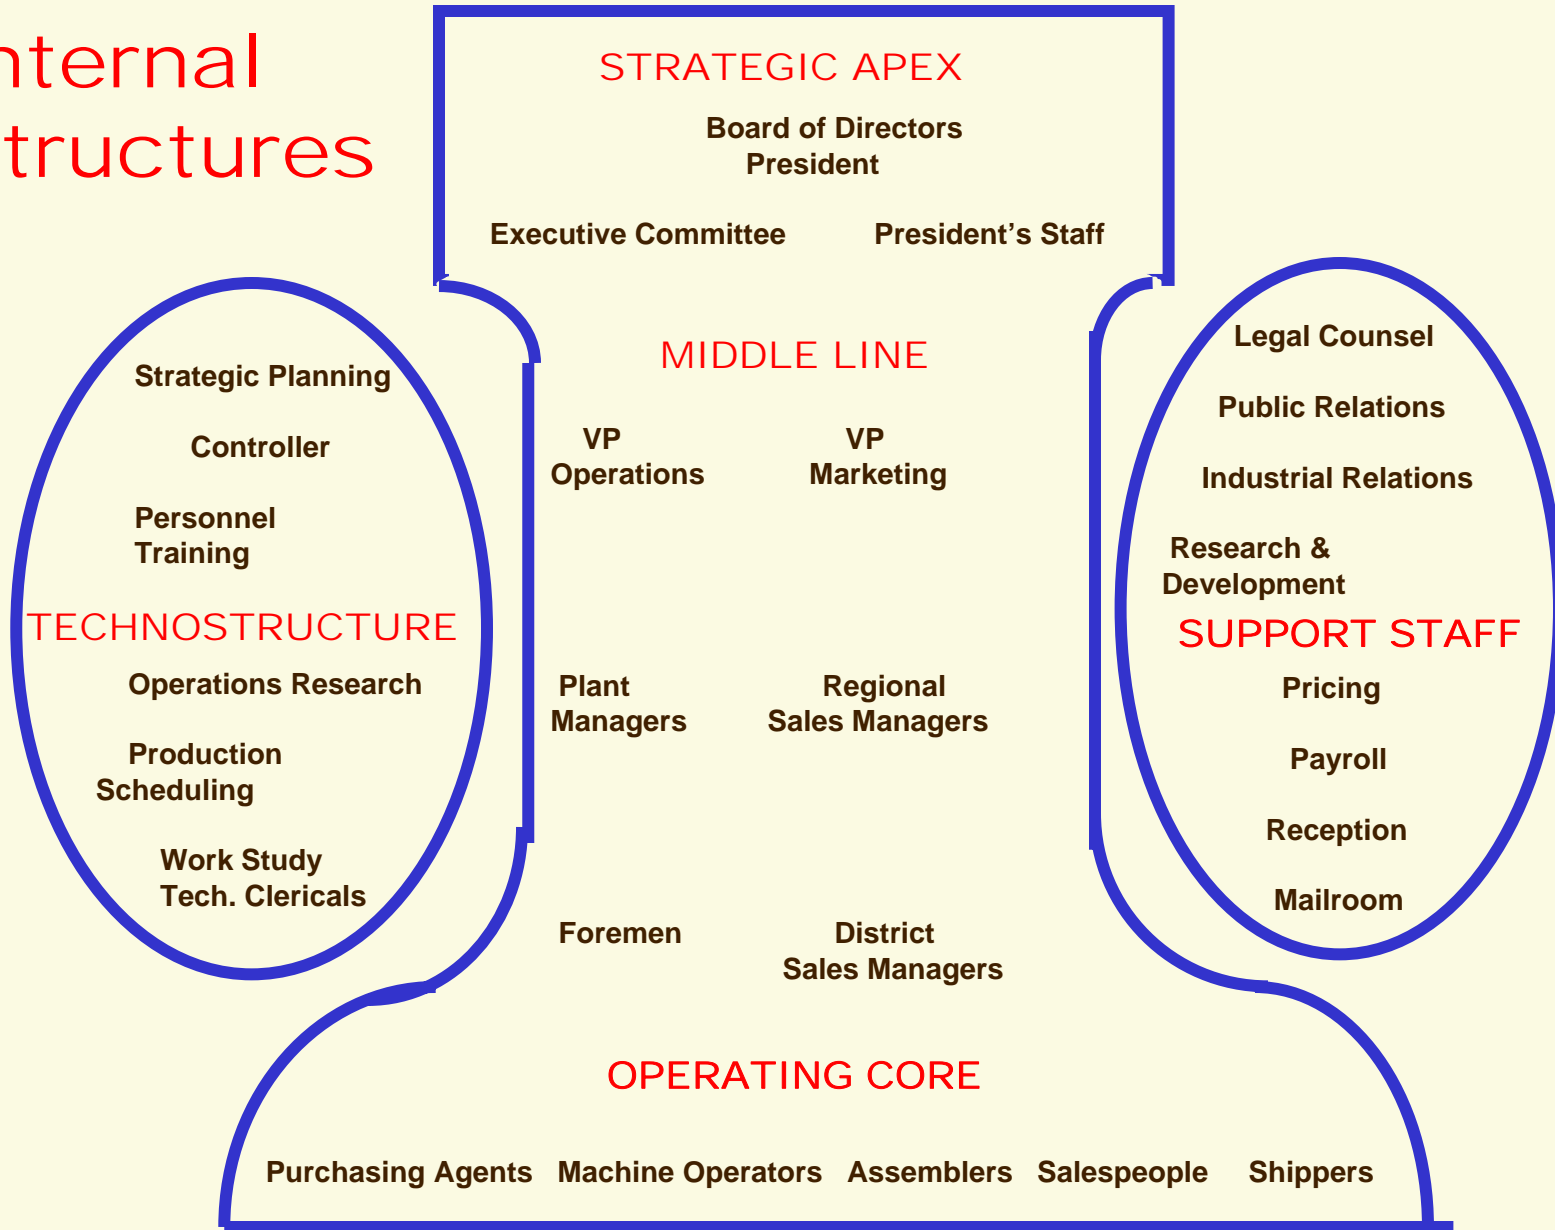 nternal
tructures
STRATEGIC APEX
Board of Directors
President
Executive Committee President’s Staff
MIDDLE LINE
VP
Operations
VP
Marketing
Plant
Managers
Regional
Sales Managers
Foremen
District
Sales Managers
Strategic Planning
Controller
Personnel
Training
TECHNOSTRUCTURE
Operations Research
Production
Scheduling
Work Study
Tech. Clericals
Legal Counsel
Public Relations
Industrial Relations
Research &
Development
SUPPORT STAFF
Pricing
Payroll
Reception
Mailroom
OPERATING CORE
Purchasing Agents Machine Operators Assemblers Salespeople Shippers